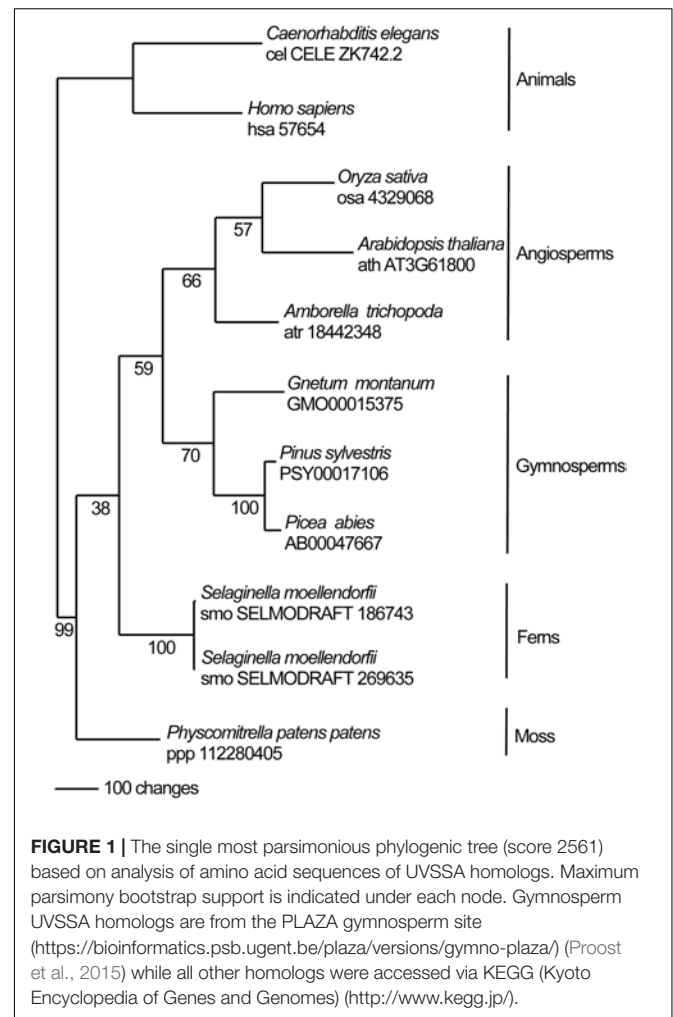 Caenorhabditis elegans
cel CELE ZK742.2
Animals
Homo sapiens
hsa 57654
Oryza sativa
osa 4329068
57
Arabidopsis thaliana
ath AT3G61800
Angiosperms
66
Amborella trichopoda
atr 18442348
59
Gnetum montanum
GMO00015375
70
Pinus sylvestris
PSY00017106
Gymnosperms
100
Picea abies
AB00047667
38
Selaginella moellendorfii
smo SELMODRAFT 186743
Ferns
99
100
Selaginella moellendorfii
smo SELMODRAFT 269635
Physcomitrella patens patens
ppp 112280405
Moss
100 changes
FIGURE 1 | The single most parsimonious phylogenic tree (score 2561)
based on analysis of amino acid sequences of UVSSA homologs. Maximum
parsimony bootstrap support is indicated under each node. Gymnosperm
UVSSA homologs are from the PLAZA gymnosperm site
(https://bioinformatics.psb.ugent.be/plaza/versions/gymno-plaza/) (Proost
et al., 2015) while all other homologs were accessed via KEGG (Kyoto
Encyclopedia of Genes and Genomes) (http://www.kegg.jp/).